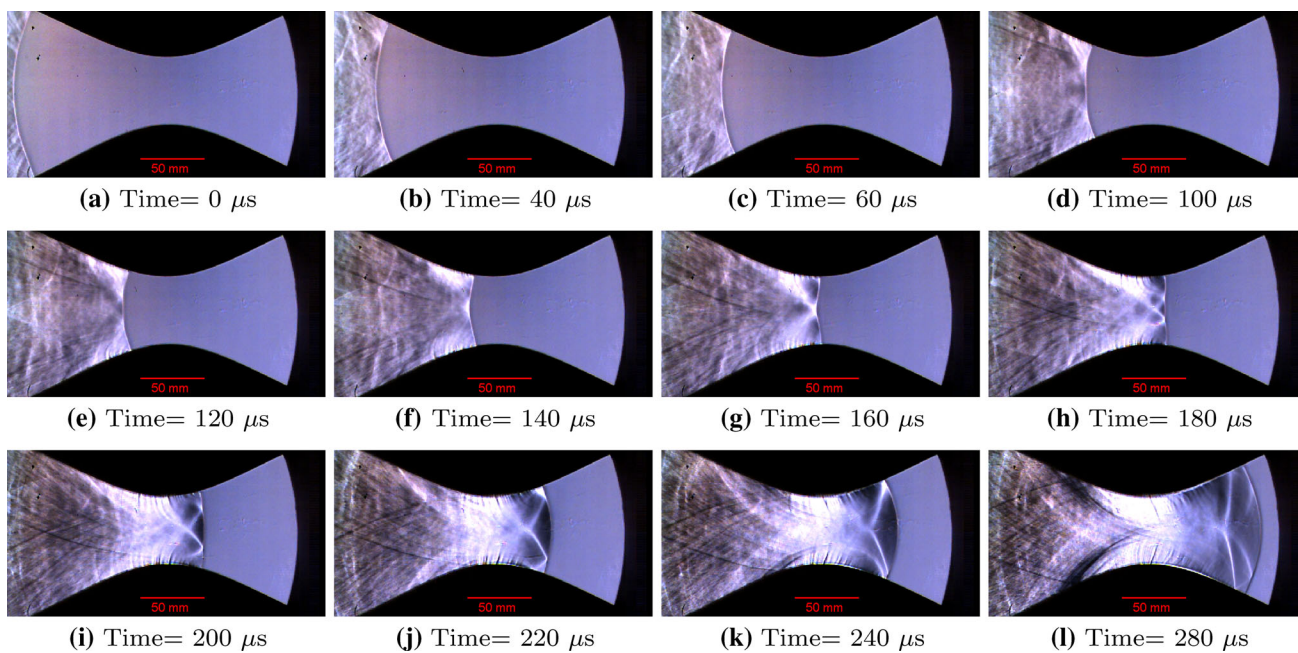 50 mm 50 mm 50 mm 50 mm
(a) Time= 0 μs (b) Time= 40 μs (c) Time= 60 μs (d) Time= 100 μs
50 mm 50 mm 50 mm 50 mm
(e) Time= 120 μs (f) Time= 140 μs (g) Time= 160 μs (h) Time= 180 μs
50 mm 50 mm 50 mm 50 mm
(i) Time= 200 μs (j) Time= 220 μs (k) Time= 240 μs (l) Time= 280 μs